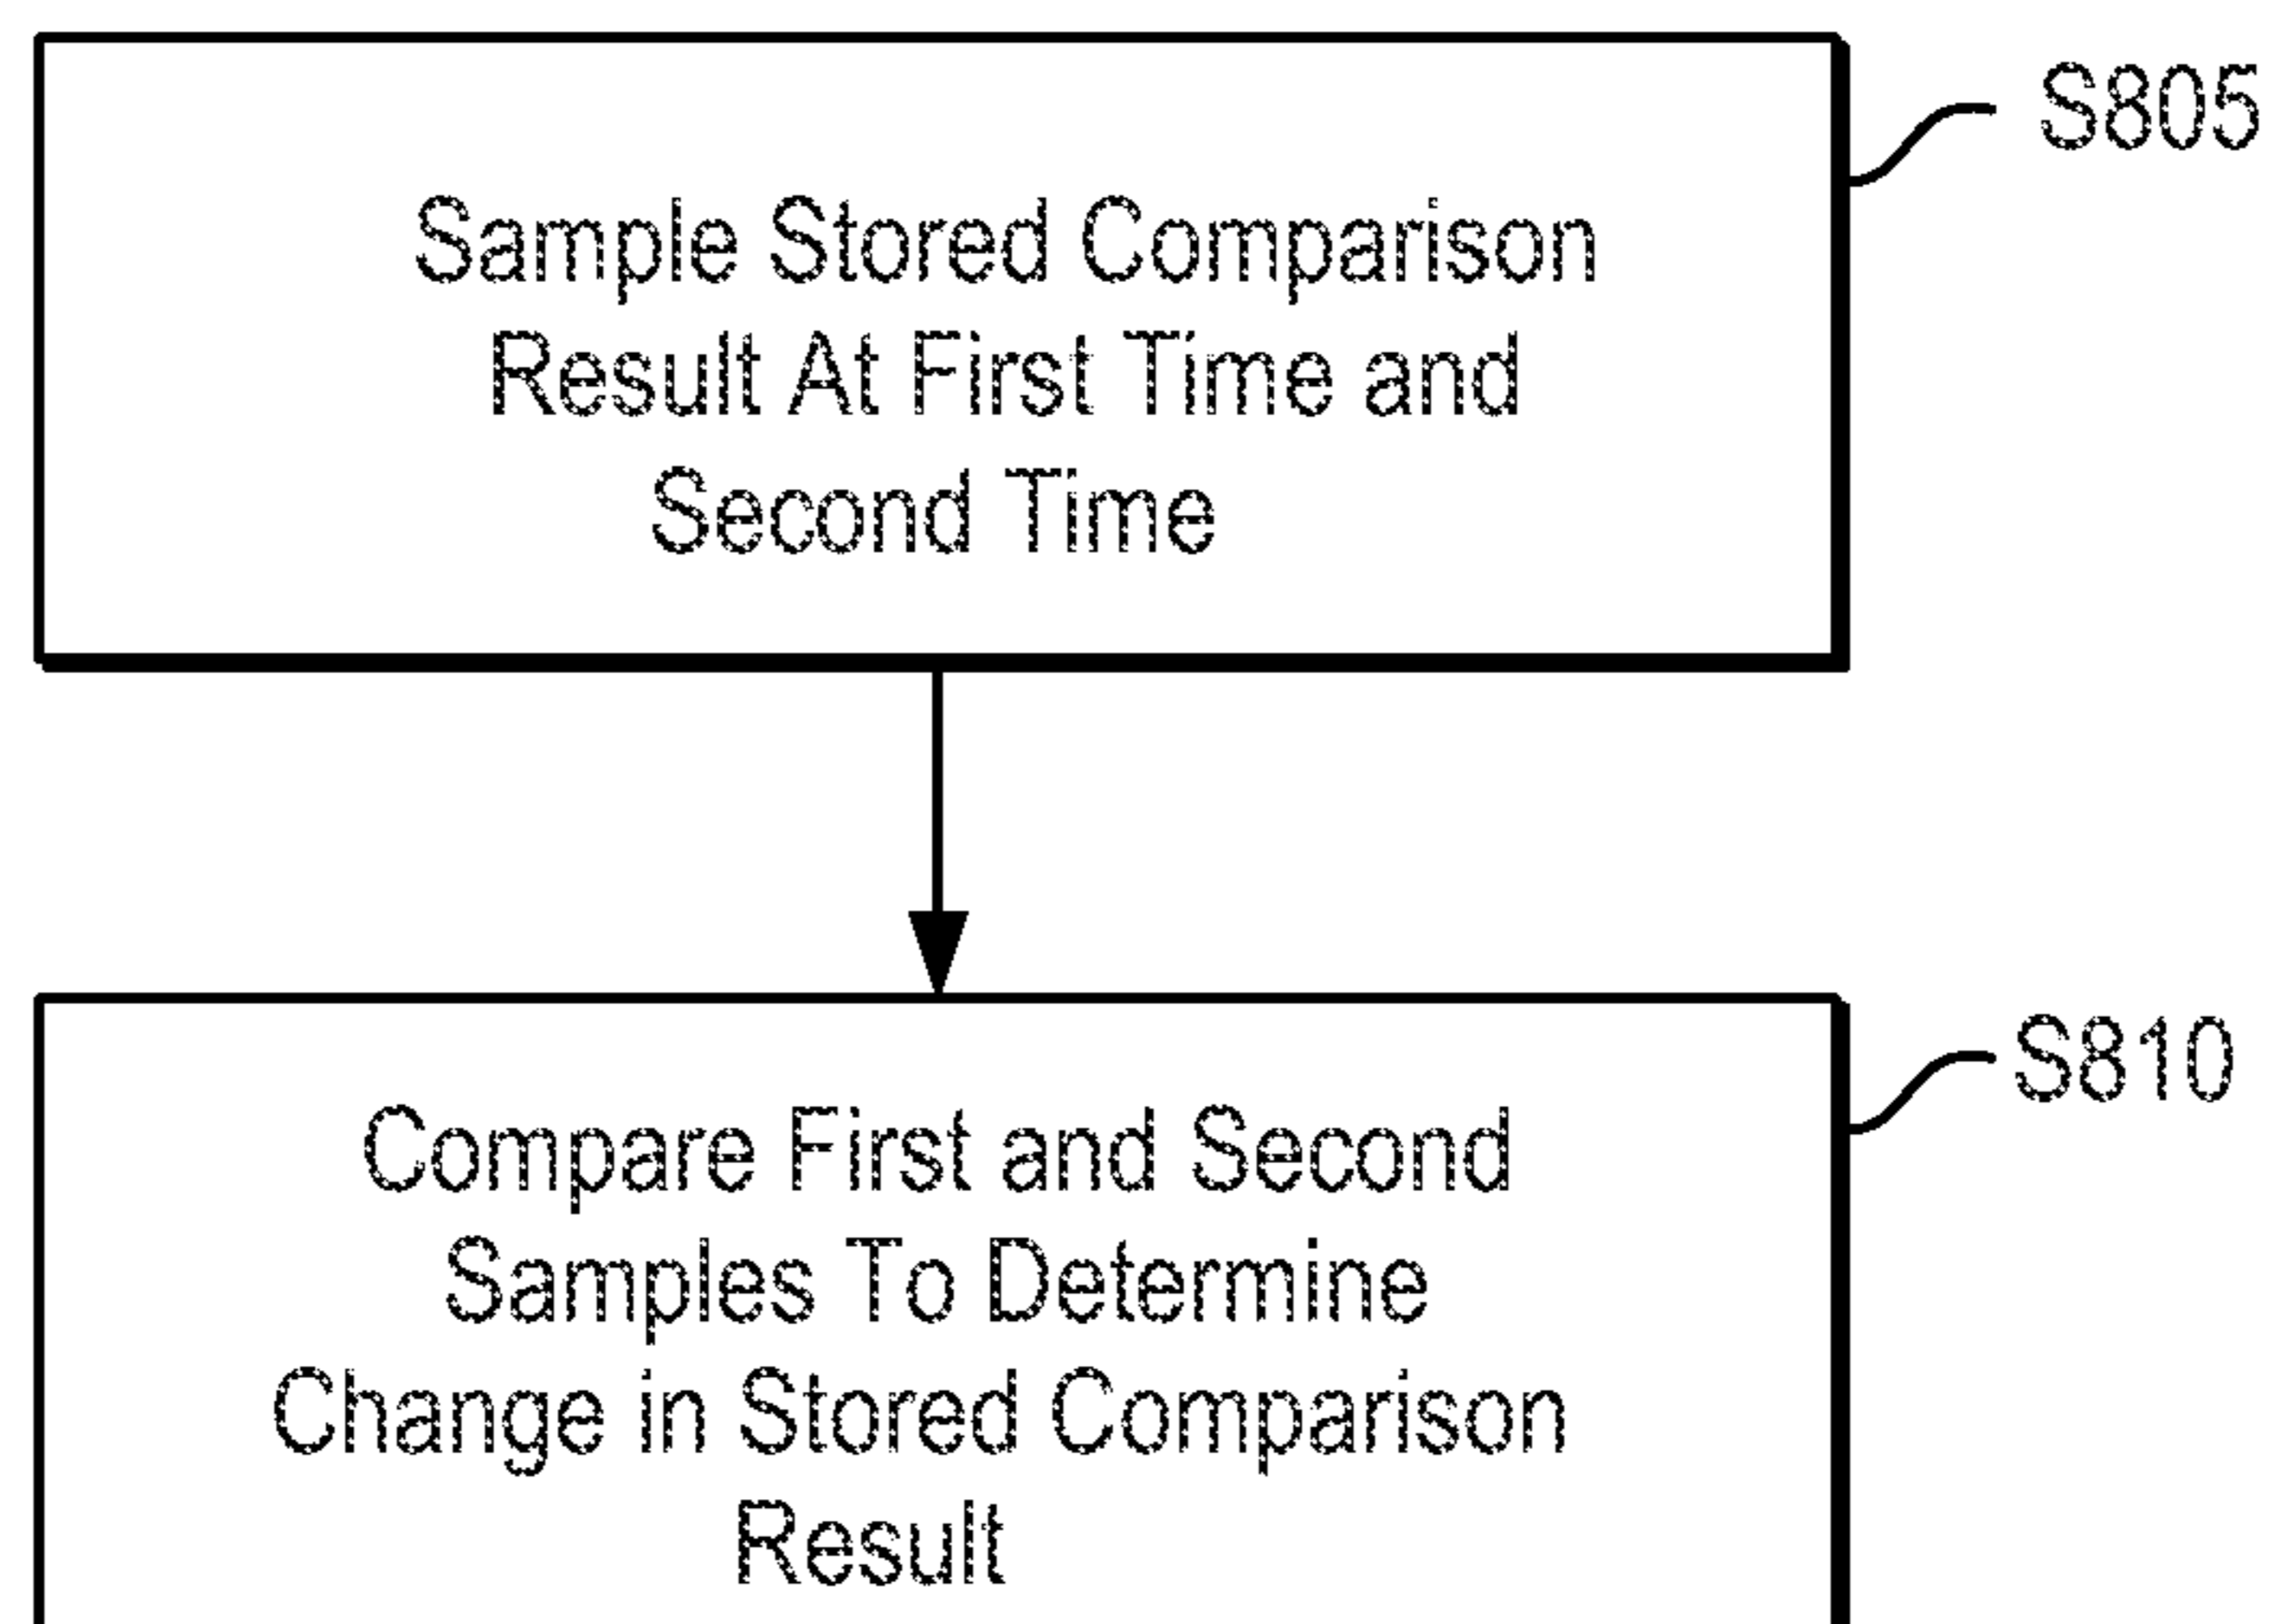 S805
Sample Stored Comparison
Result At First Time and
Second Time
S810
Compare First and Second
Samples To Determine
Change in Stored Comparison
Result